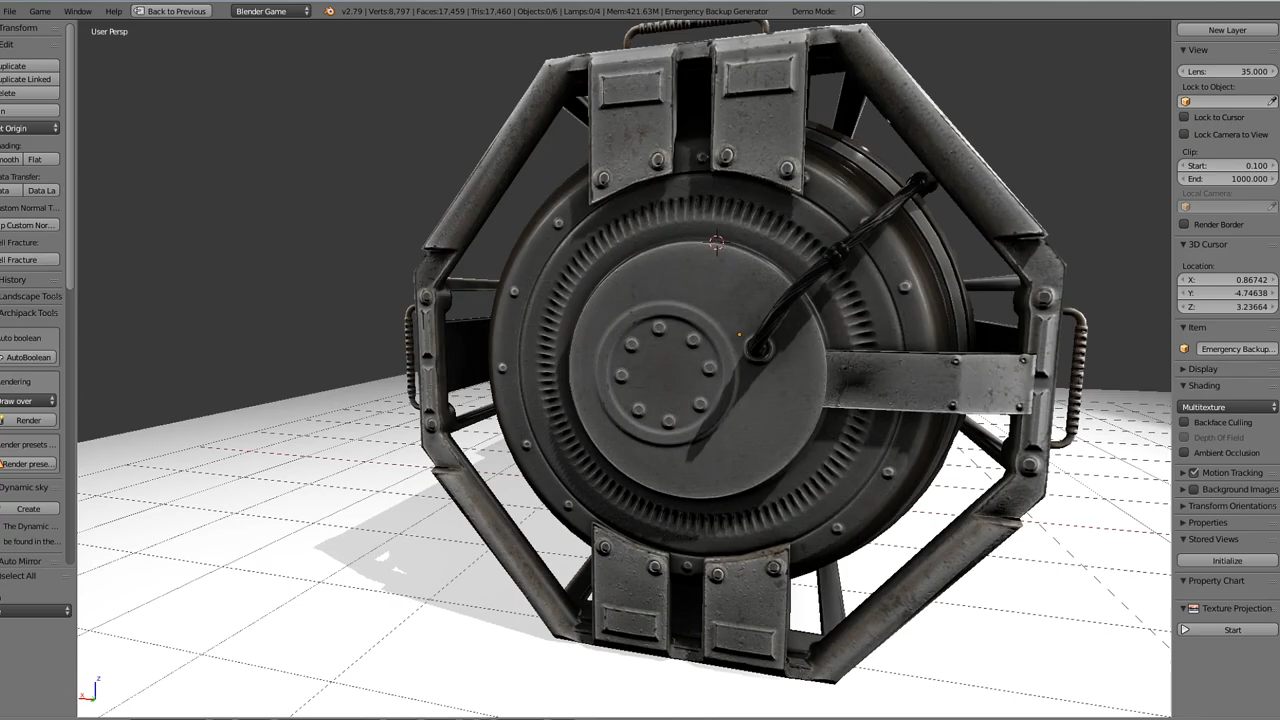 File Game Window Help Back to Previous Blender Game v2.79 | Verts:8,797 | Faces:17,459 | Tris:17,460 | Objects:0/6 | Lamps:0/4 | Mem:421.63M | Emergency Backup Generator Demo Mode:
User Persp
Transform
Edit
uplicate
uplicate Linked
elete
n
t Origin
hading:
mooth Flat
ata Transfer:
ata Data La
ustom Normal T...
p Custom Nor...
ell Fracture:
ell Fracture
History
Landscape Tools
Archipack Tools
Auto boolean
AutoBoolean
endering
raw over
Render
ender presets ...
Render prese...
Dynamic sky
Create
The Dynamic ...
be found in the...
Auto Mirror
select All
New Layer
View
Lens: 35.000
Lock to Object:
Lock to Cursor
Lock Camera to View
Clip:
Start: 0.100
End: 1000.000
Local Camera:
Render Border
3D Cursor
Location:
X: 0.86742
Y: -4.74638
Z: 3.23664
Item
Emergency Backup...
Display
Shading
Multitexture
Backface Culling
Depth Of Field
Ambient Occlusion
Motion Tracking
Background Images
Transform Orientations
Properties
Stored Views
Initialize
Property Chart
Texture Projection
Start
z
x